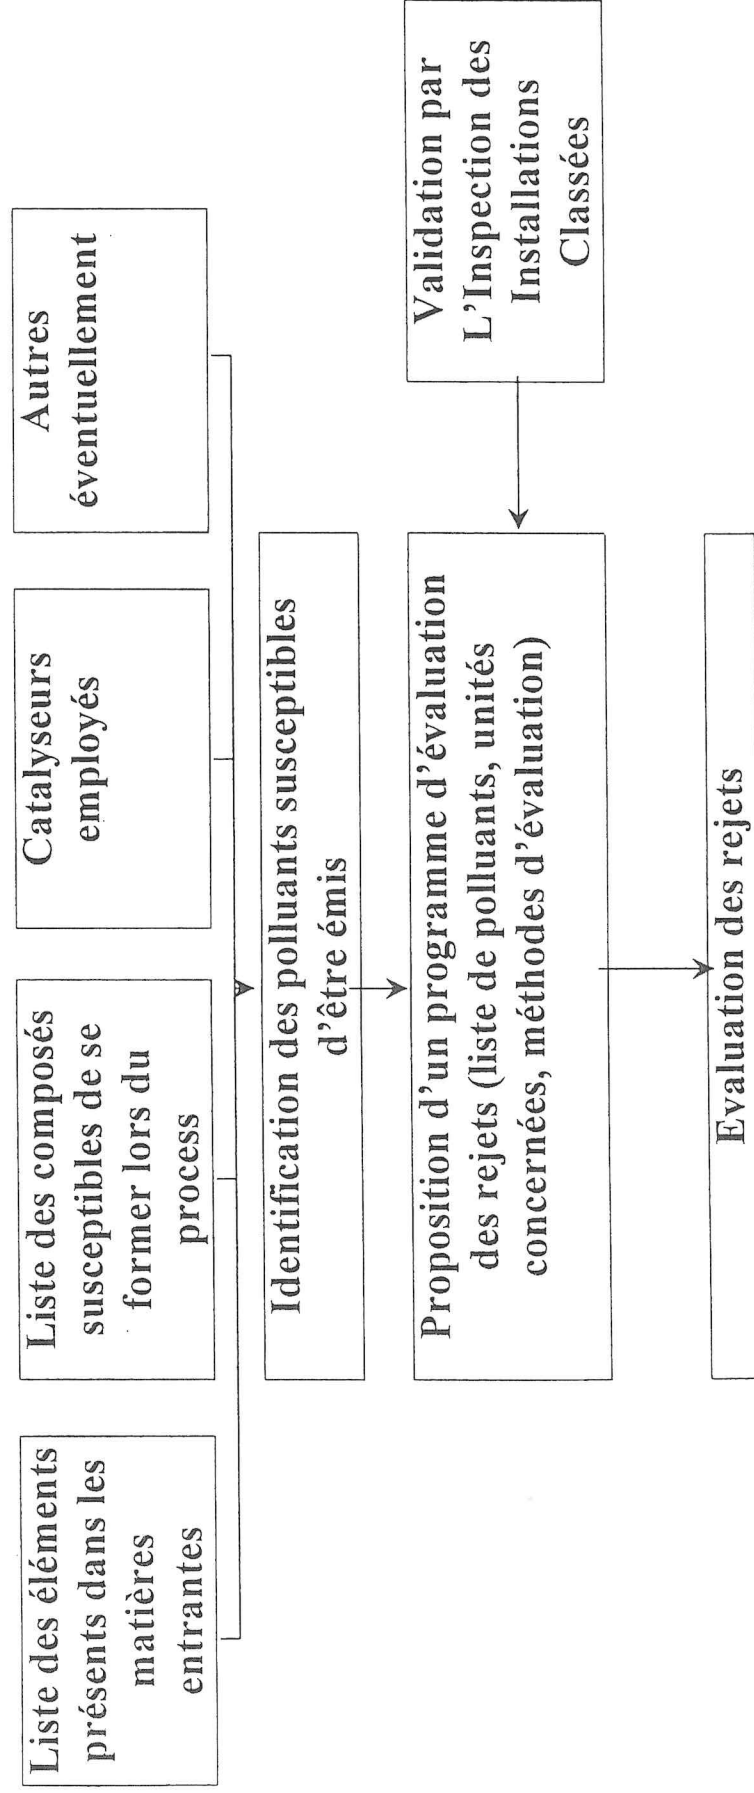 Liste des éléments
présents dans les
matières
entrantes
Liste des composés
susceptibles de se
former lors du
process
Catalyseurs
employés
Autres
éventuellement
Identification des polluants susceptibles
d'être émis
Proposition d'un programme d'évaluation
des rejets (liste de polluants, unités
concernées, méthodes d'évaluation)
Validation par
L'Inspection des
Installations
Classées
Evaluation des rejets